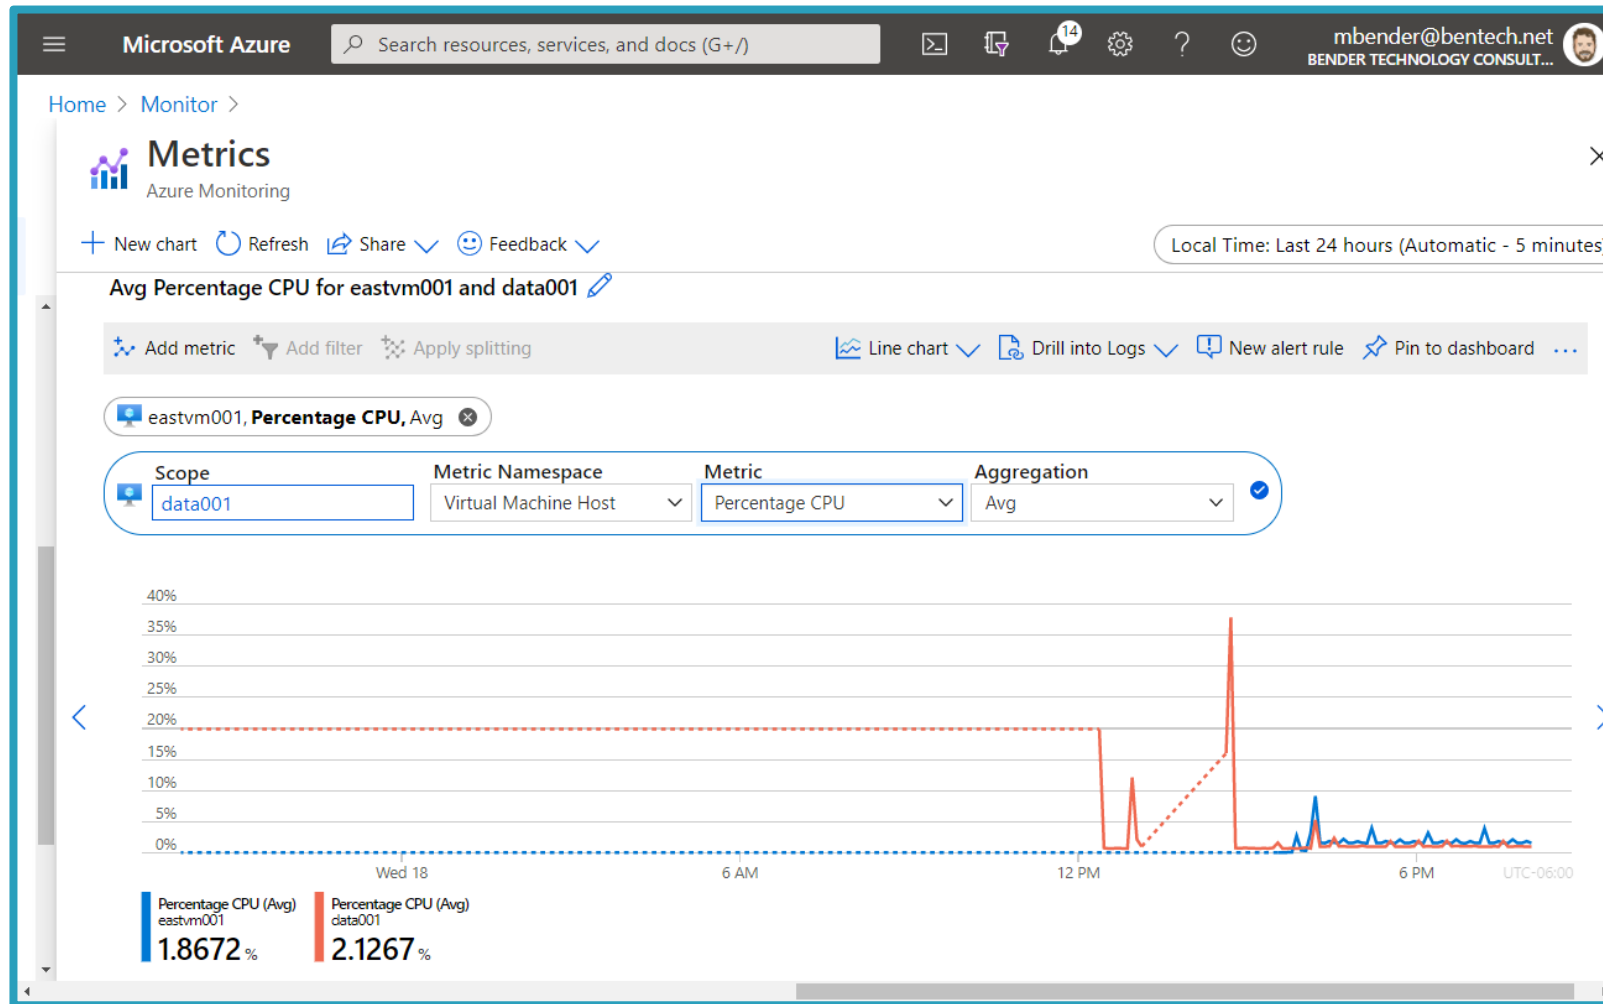 Microsoft Azure
Search resources, services, and docs (G+/)
14
mbender@bentech.net
BENDER TECHNOLOGY CONSULT...
Home > Monitor >
Metrics
Azure Monitoring
New chart
Refresh
Share
Feedback
Local Time: Last 24 hours (Automatic - 5 minutes)
Avg Percentage CPU for eastvm001 and data001
Add metric
Add filter
Apply splitting
Line chart
Drill into Logs
New alert rule
Pin to dashboard
...
eastvm001, Percentage CPU, Avg
Scope
Metric Namespace
Metric
Aggregation
data001
Virtual Machine Host
Percentage CPU
Avg
40%
35%
30%
25%
20%
15%
10%
5%
0%
Wed 18
6 AM
12 PM
6 PM
UTC-06:00
Percentage CPU (Avg)
eastvm001
1.8672 %
Percentage CPU (Avg)
data001
2.1267 %